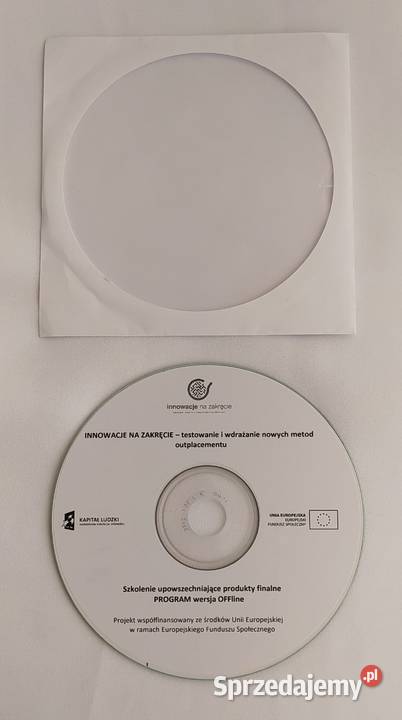 innowacje na zakręcie
INNOWACJE NA ZAKRĘCIE – testowanie i wdrażanie nowych metod
outplacementu
KAPITAŁ LUDZKI
UNIA EUROPEJSKA
EUROPEJSKI
FUNDUSZ SPOŁECZNY
Szkolenie upowszechniające produkty finalne
PROGRAM wersja OFFline
Projekt współfinansowany ze środków Unii Europejskiej
w ramach Europejskiego Funduszu Społecznego
Sprzedajemy.pl